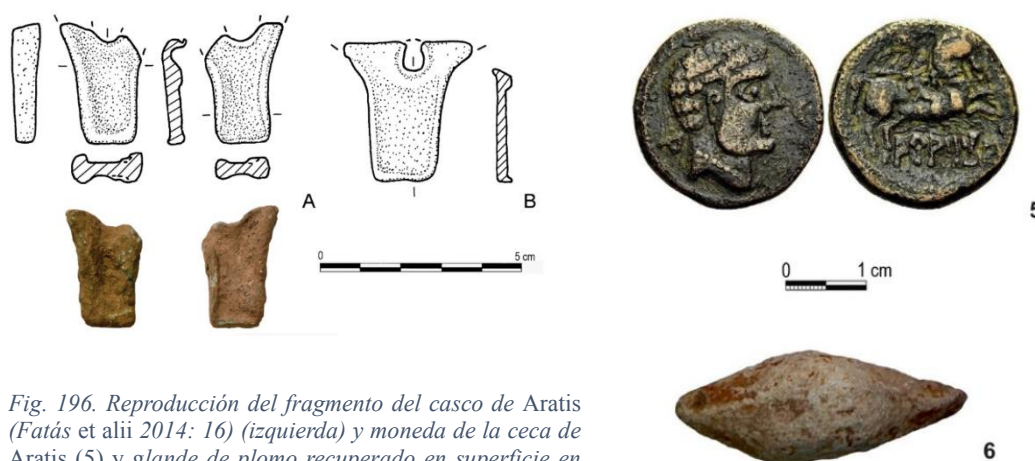 A
B
0 5 cm
5
0 1 cm
6
Fig. 196. Reproducción del fragmento del casco de Aratis
(Fatás et alii 2014: 16) (izquierda) y moneda de la ceca de
Aratis (5) y glande de plomo recuperado en superficie en